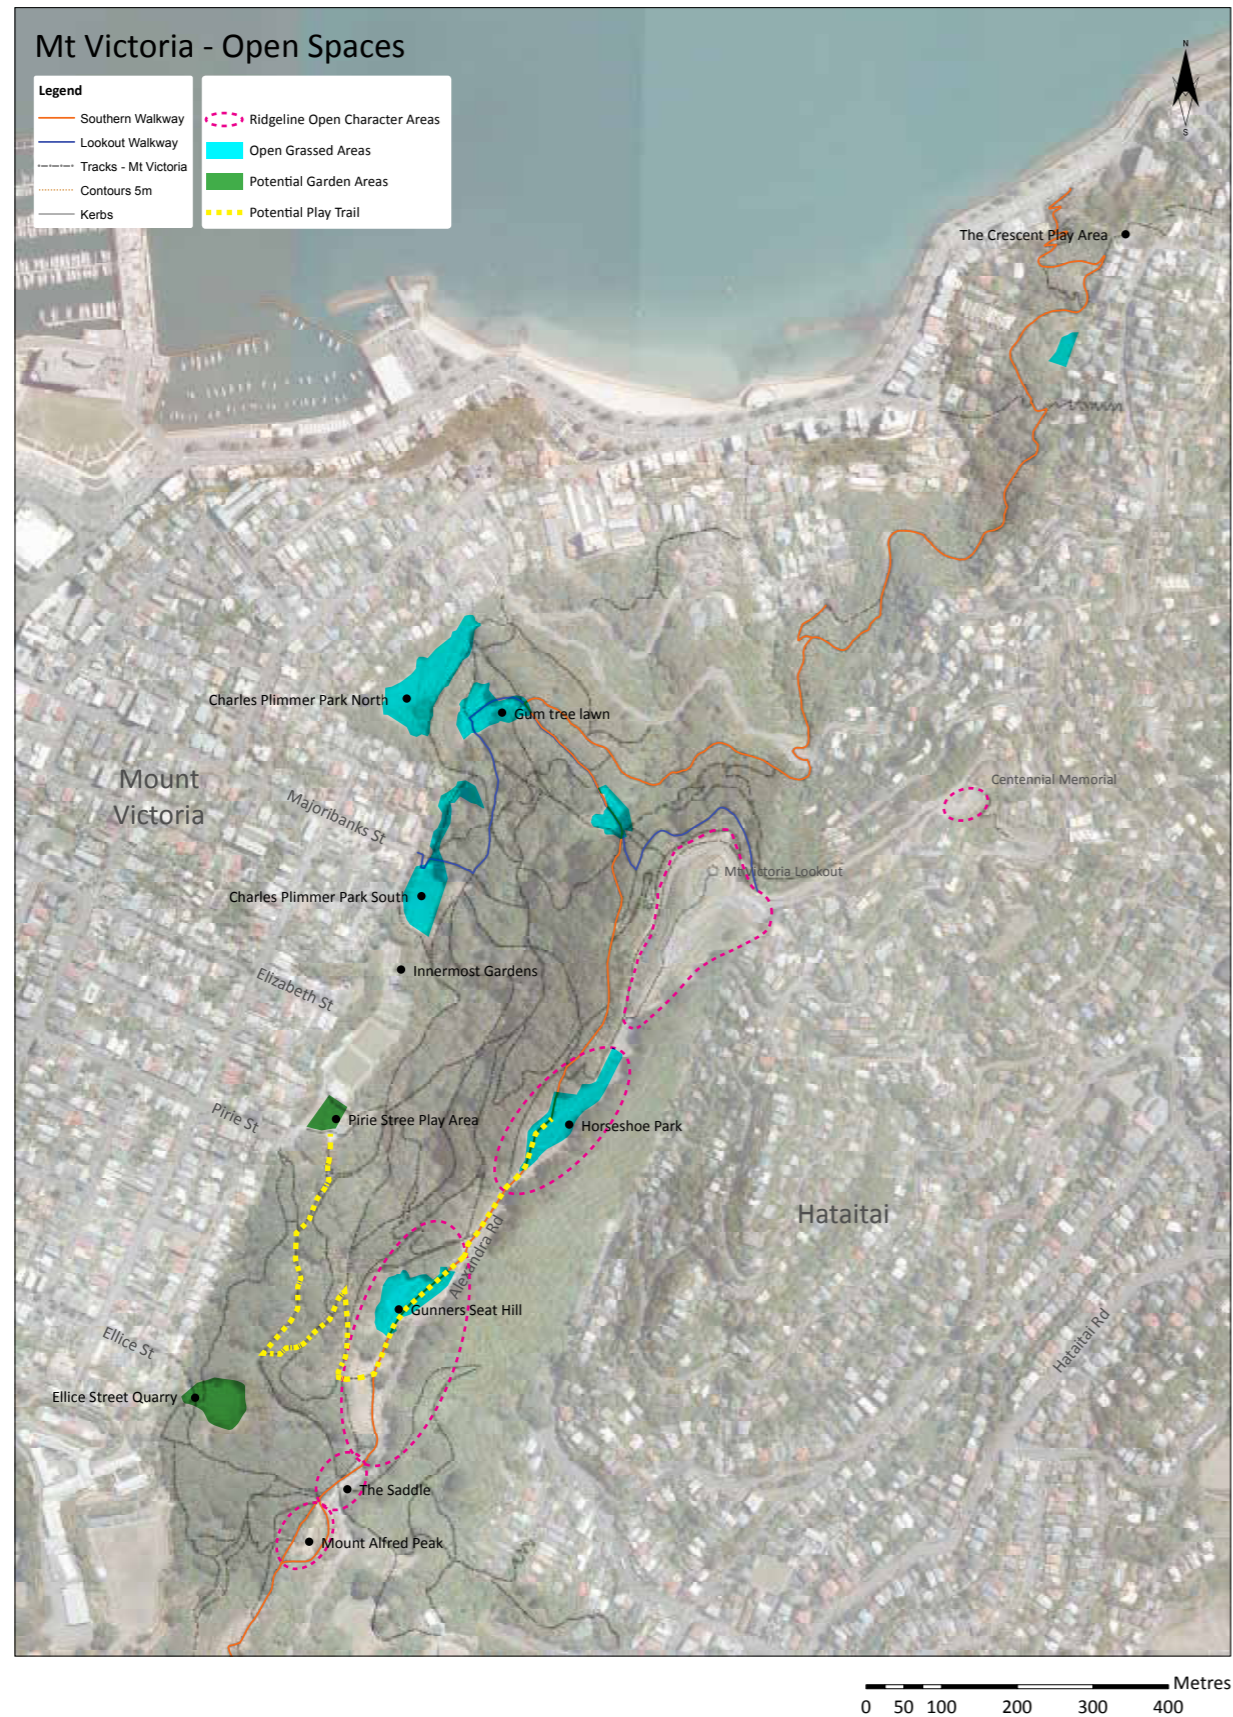 Mt Victoria - Open Spaces
Legend
Southern Walkway
Lookout Walkway
Tracks - Mt Victoria
Contours 5m
Kerbs
Ridgeline Open Character Areas
Open Grassed Areas
Potential Garden Areas
Potential Play Trail
N
S
The Crescent Play Area
Charles Plimmer Park North
Gum tree lawn
Mount
Victoria
Majoribanks St
Centennial Memorial
Mt Victoria Lookout
Charles Plimmer Park South
Innermost Gardens
Elizabeth St
Pirie St
Pirie Stree Play Area
Horseshoe Park
Hataitai
Alexandra Rd
Gunners Seat Hill
Ellice St
Hataitai Rd
Ellice Street Quarry
The Saddle
Mount Alfred Peak
Metres
0 50 100 200 300 400